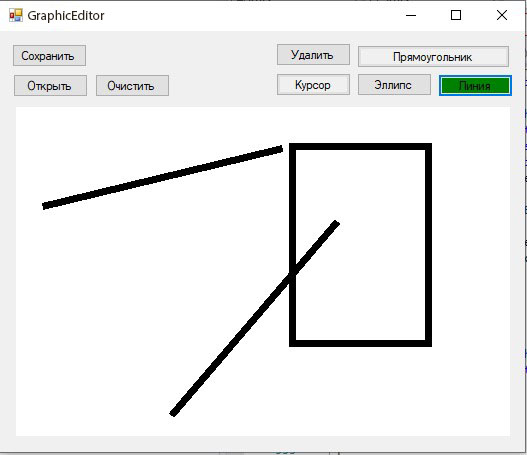 GraphicEditor
Сохранить
Удалить
Прямоугольник
Открыть
Очистить
Курсор
Эллипс
Линия